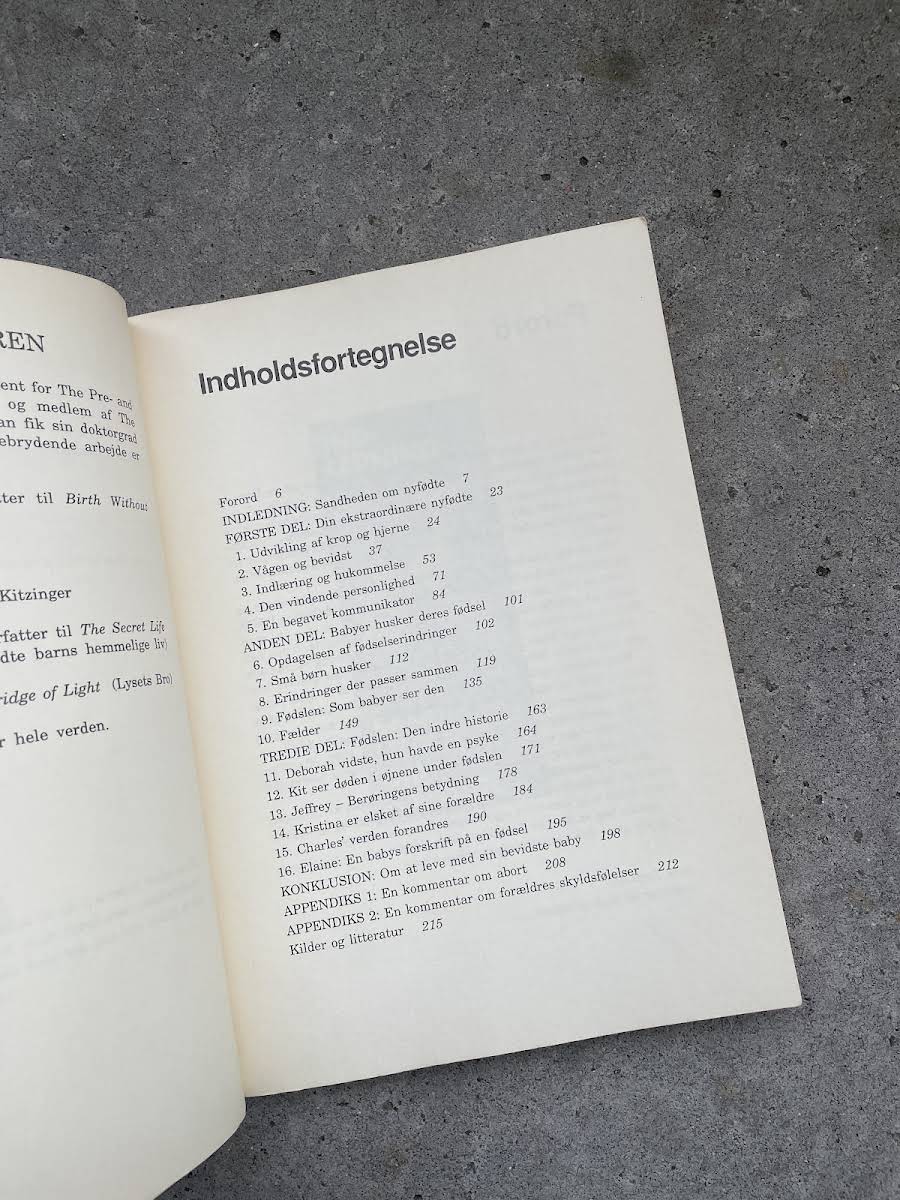 REN
ent for The Pre- and
og medlem af The
an fik sin doktorgrad
ebrydende arbejde er
ter til Birth Without
Kitzinger
rfatter til The Secret Life
dte barns hemmelige liv)
ridge of Light (Lysets Bro)
r hele verden.
Indholdsfortegnelse
Forord 6
INDLEDNING: Sandheden om nyfødte 7
FØRSTE DEL: Din ekstraordinære nyfødte 23
1. Udvikling af krop og hjerne 24
2. Vågen og bevidst 37
3. Indlæring og hukommelse 53
4. Den vindende personlighed 71
5. En begavet kommunikator 84
ANDEN DEL: Babyer husker deres fødsel 101
6. Opdagelsen af fødselserindringer 102
7. Små børn husker 112
8. Erindringer der passer sammen 119
9. Fødslen: Som babyer ser den 135
10. Fælder 149
TREDIE DEL: Fødslen: Den indre historie 163
11. Deborah vidste, hun havde en psyke 164
12. Kit ser døden i øjnene under fødslen 171
13. Jeffrey – Berøringens betydning 178
14. Kristina er elsket af sine forældre 184
15. Charles' verden forandres 190
16. Elaine: En babys forskrift på en fødsel 195
KONKLUSION: Om at leve med sin bevidste baby 198
APPENDIKS 1: En kommentar om abort 208
APPENDIKS 2: En kommentar om forældres skyldsfølelser 212
Kilder og litteratur 215